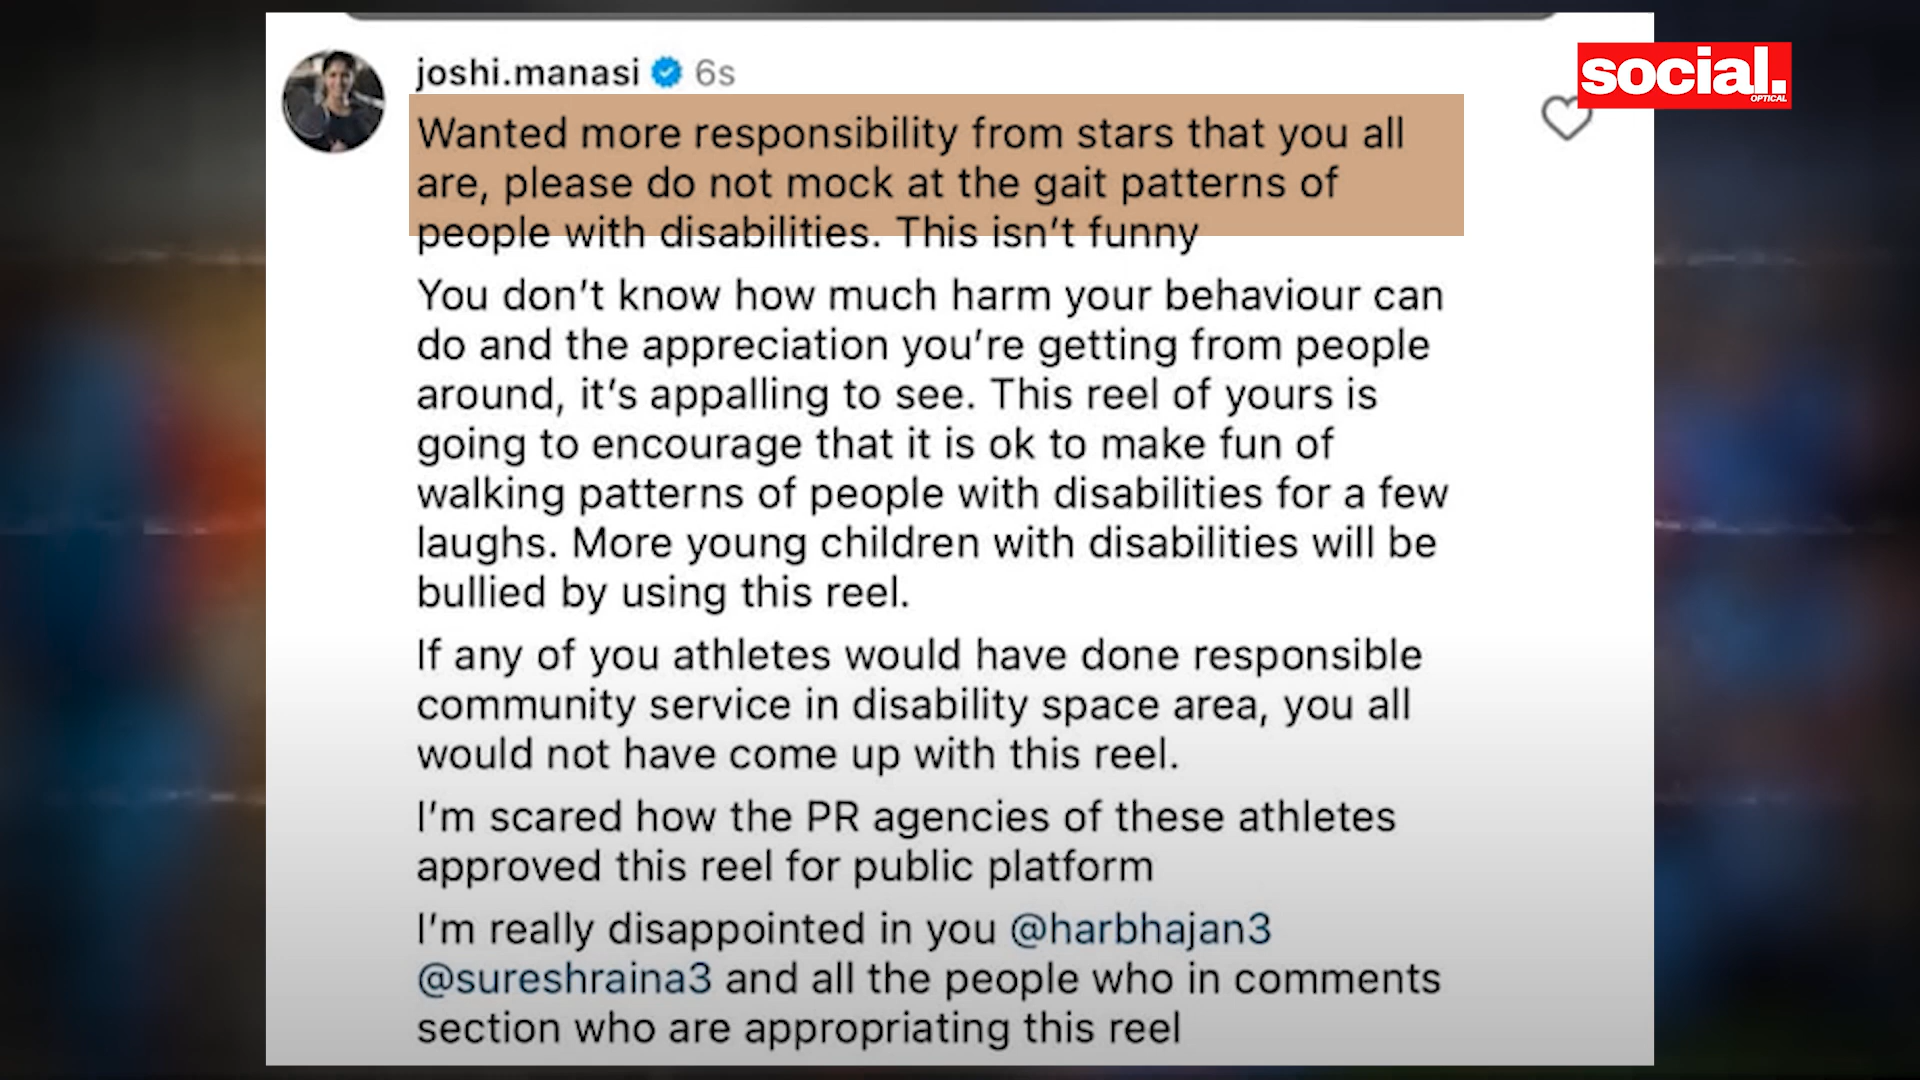 joshi.manasi 6s
social.
OPTICAL
Wanted more responsibility from stars that you all
are, please do not mock at the gait patterns of
people with disabilities. This isn't funny
You don't know how much harm your behaviour can
do and the appreciation you're getting from people
around, it's appalling to see. This reel of yours is
going to encourage that it is ok to make fun of
walking patterns of people with disabilities for a few
laughs. More young children with disabilities will be
bullied by using this reel.
If any of you athletes would have done responsible
community service in disability space area, you all
would not have come up with this reel.
I'm scared how the PR agencies of these athletes
approved this reel for public platform
I'm really disappointed in you @harbhajan3
@sureshraina3 and all the people who in comments
section who are appropriating this reel